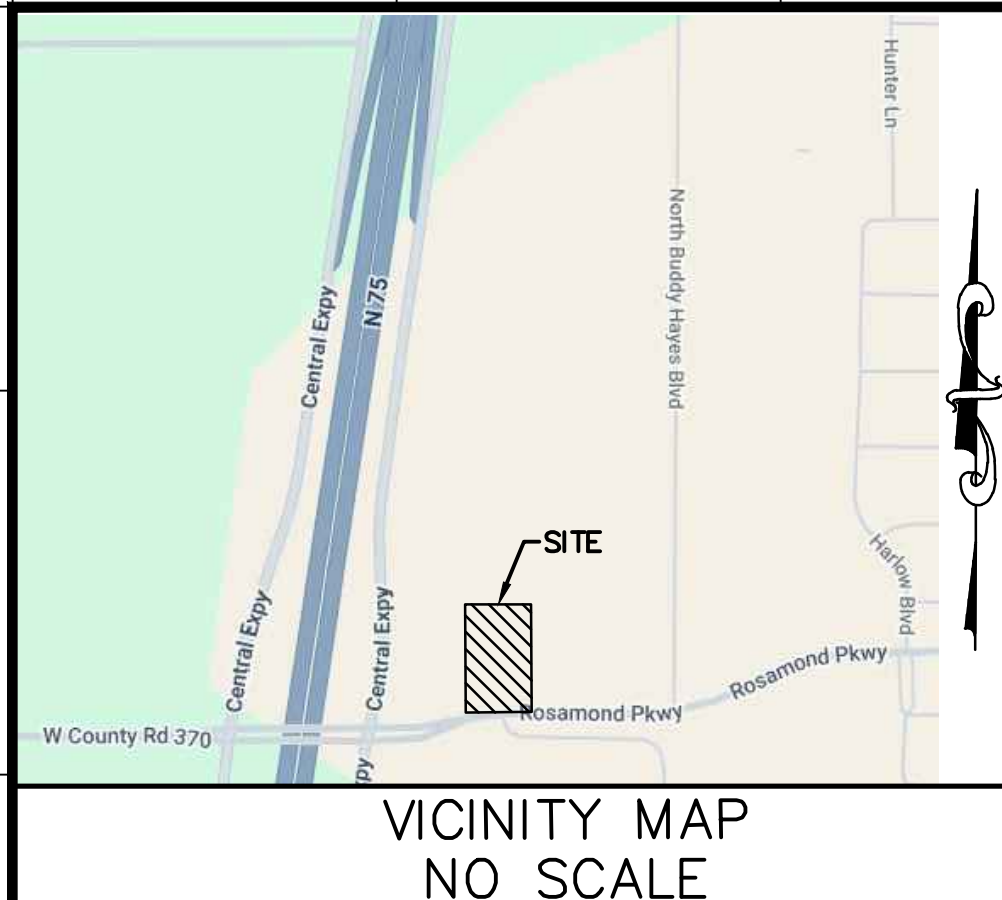 Hunter Ln
North Buddy Hayes Blvd
N 75
Central Expy
SITE
Harlow Blvd
Central Expy
Central Expy
Rosamond Pkwy
Rosamond Pkwy
W County Rd 370
xpy
VICINITY MAP
NO SCALE